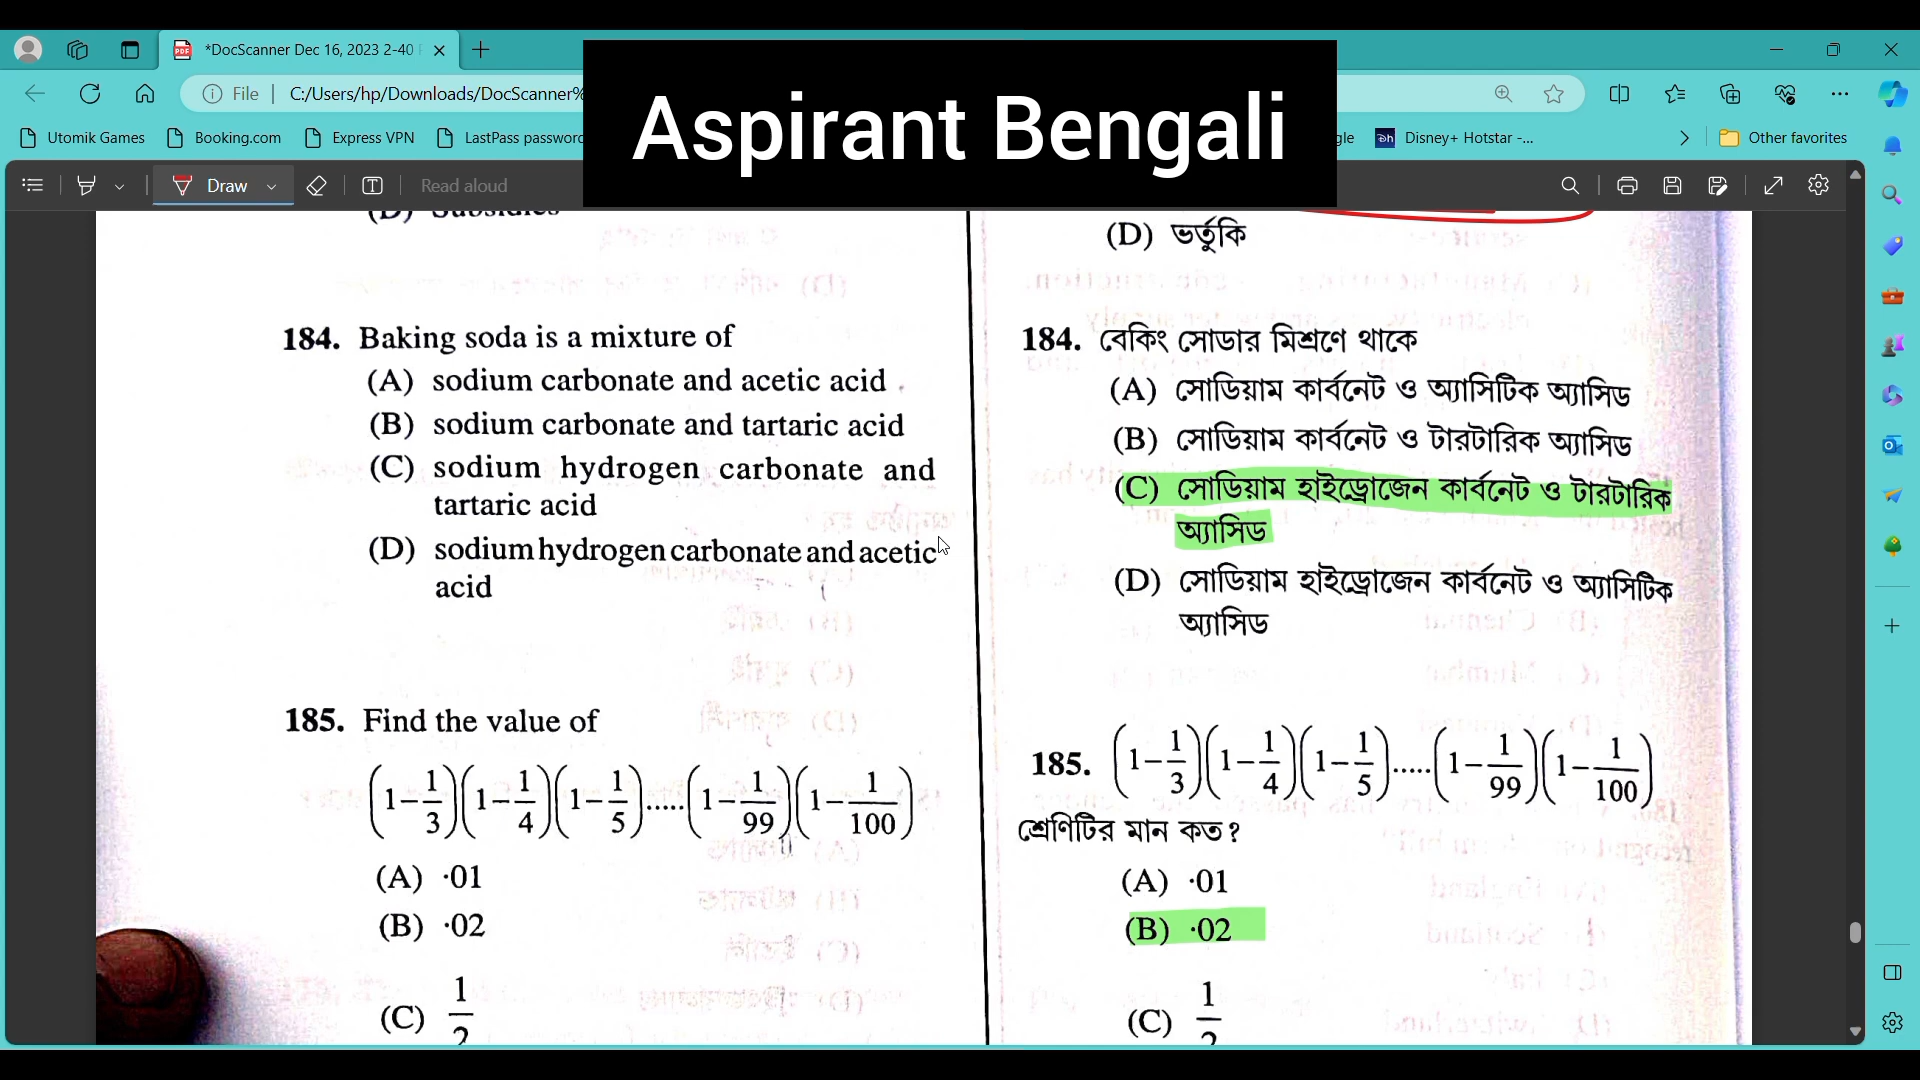 *DocScanner Dec 16, 2023 2-40
Aspirant Bengali
File
C:/Users/hp/Downloads/DocScanner%
Utomik Games
Booking.com
Express VPN
LastPass password
Disney+ Hotstar -...
Other favorites
Draw
Read aloud
(D) Subsidies
184. Baking soda is a mixture of
(A) sodium carbonate and acetic acid
(B) sodium carbonate and tartaric acid
(C) sodium hydrogen carbonate and
tartaric acid
(D) sodium hydrogen carbonate and acetic
acid
185. Find the value of
(1-1/3)(1-1/4)(1-1/5).....(1-1/99)(1-1/100)
(A) ·01
(B) ·02
(C) 1/2
(D) ভর্তুকি
184. বেকিং সোডার মিশ্রণে থাকে
(A) সোডিয়াম কার্বনেট ও অ্যাসিটিক অ্যাসিড
(B) সোডিয়াম কার্বনেট ও টারটারিক অ্যাসিড
(C) সোডিয়াম হাইড্রোজেন কার্বনেট ও টারটারিক
অ্যাসিড
(D) সোডিয়াম হাইড্রোজেন কার্বনেট ও অ্যাসিটিক
অ্যাসিড
185. (1-1/3)(1-1/4)(1-1/5).....(1-1/99)(1-1/100)
শ্রেণিটির মান কত?
(A) ·01
(B) ·02
(C) 1/2